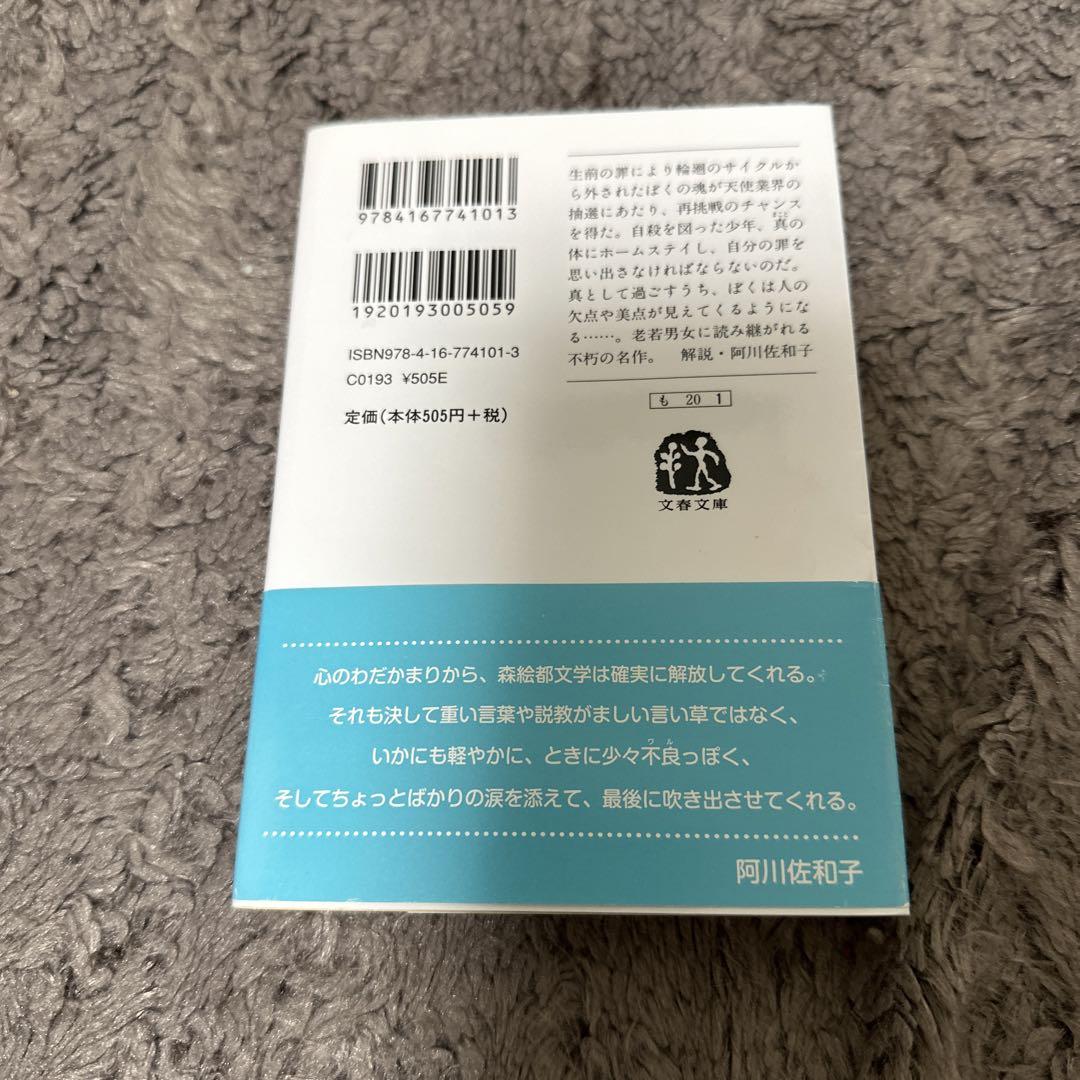 9784167741013
1920193005059
ISBN978-4-16-774101-3
C0193 ¥505E
定価(本体505円+税)
生前の罪により輪廻のサイクルか
ら外されたぼくの魂が天使業界の
抽選にあたり、再挑戦のチャンス
を得た。自殺を図った少年、真の
まこと
体にホームステイし、自分の罪を
思い出さなければならないのだ。
真として過ごすうち、ぼくは人の
欠点や美点が見えてくるようにな
る……。老若男女に読み継がれる
不朽の名作。 解説・阿川佐和子
も 20 1
文春文庫
心のわだかまりから、森絵都文学は確実に解放してくれる。
それも決して重い言葉や説教がましい言い草ではなく、
いかにも軽やかに、ときに少々不良っぽく、
ワル
そしてちょっとばかりの涙を添えて、最後に吹き出させてくれる。
阿川佐和子